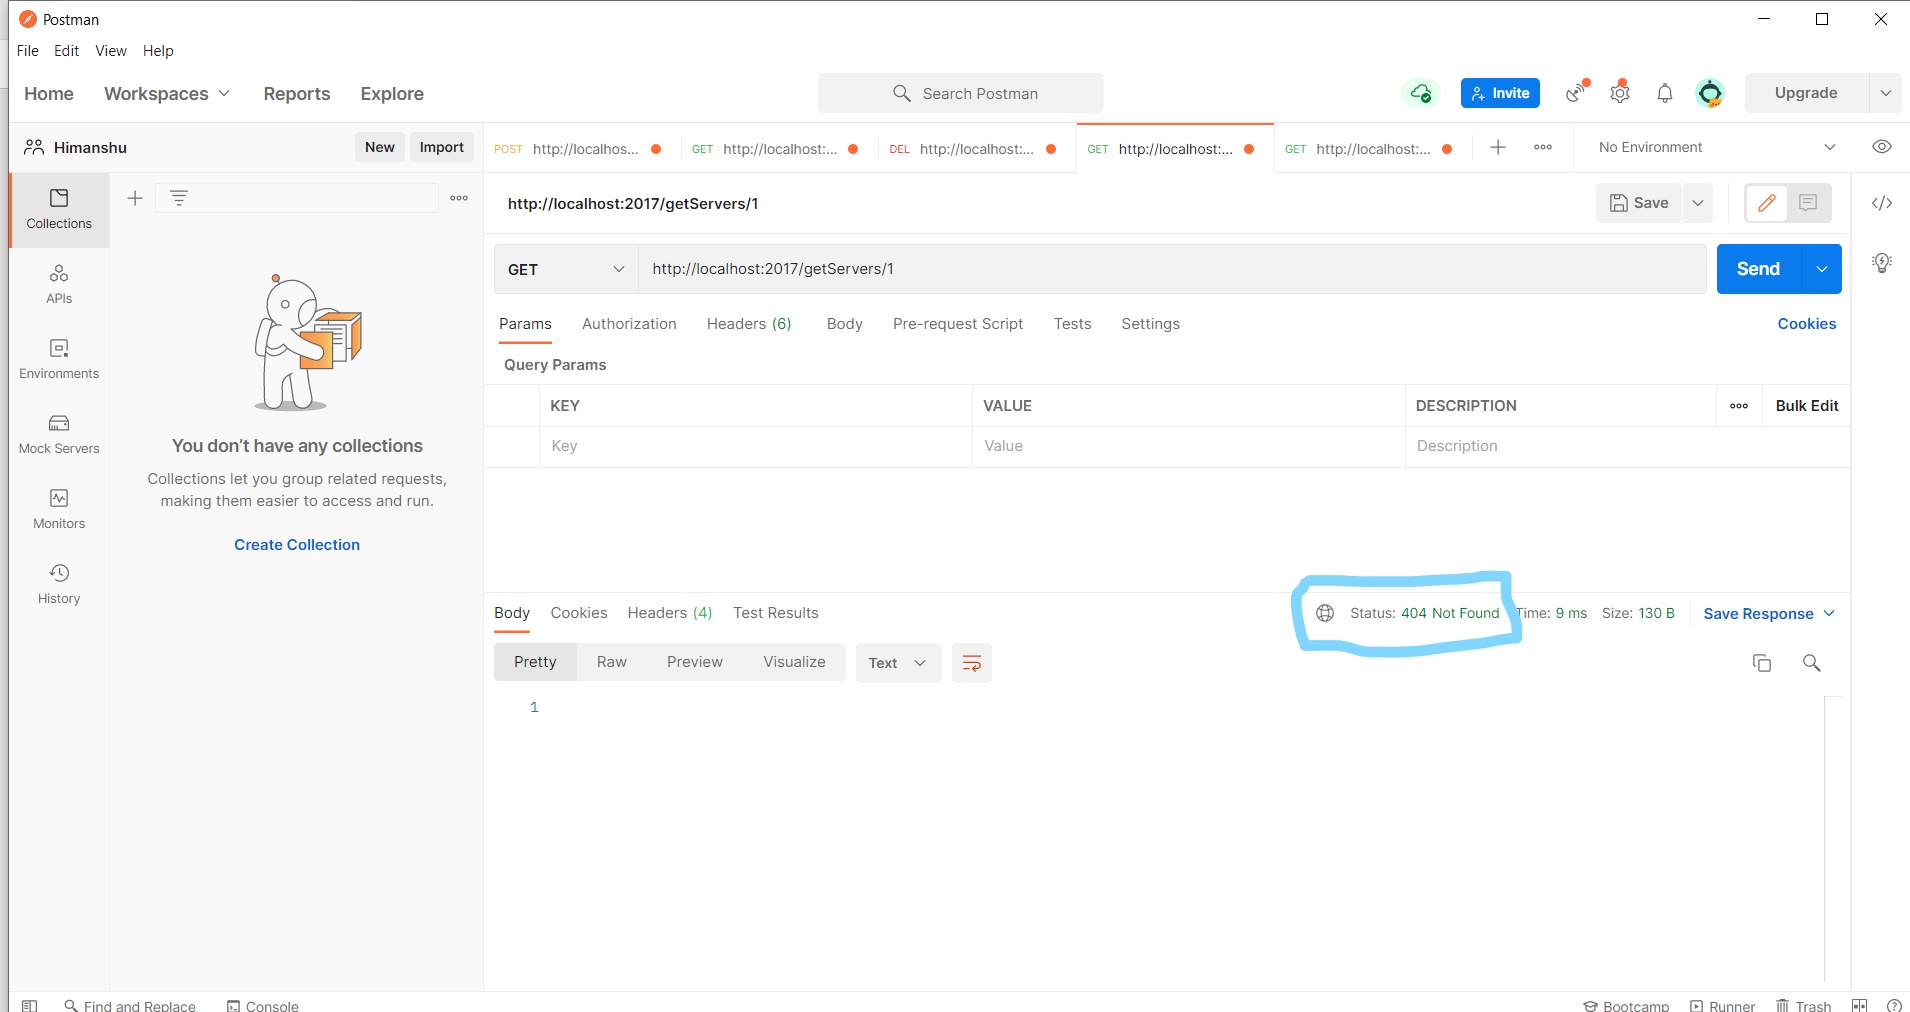 Postman
File Edit View Help
Home Workspaces Reports Explore Search Postman Invite Upgrade
Himanshu New Import
POST http://localhos... GET http://localhost:... DEL http://localhost:... GET http://localhost:... GET http://localhost:... No Environment
Collections
APIs
Environments
Mock Servers
Monitors
History
You don't have any collections
Collections let you group related requests,
making them easier to access and run.
Create Collection
http://localhost:2017/getServers/1 Save
GET http://localhost:2017/getServers/1 Send
Params Authorization Headers (6) Body Pre-request Script Tests Settings Cookies
Query Params
KEY VALUE DESCRIPTION Bulk Edit
Key Value Description
Body Cookies Headers (4) Test Results Status: 404 Not Found Time: 9 ms Size: 130 B Save Response
Pretty Raw Preview Visualize Text
1
Find and Replace Console Bootcamp Runner Trash